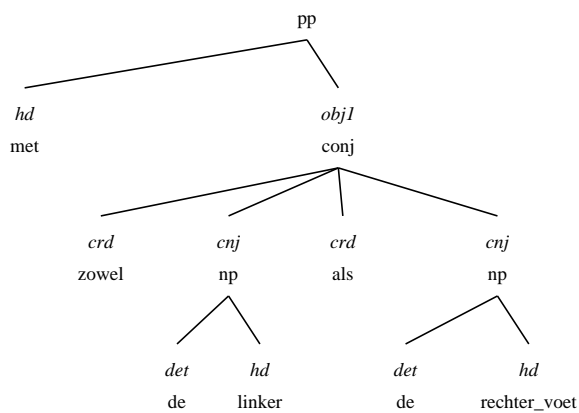 pp
hd obj1
met conj
crd cnj crd cnj
zowel np als np
det hd det hd
de linker de rechter_voet